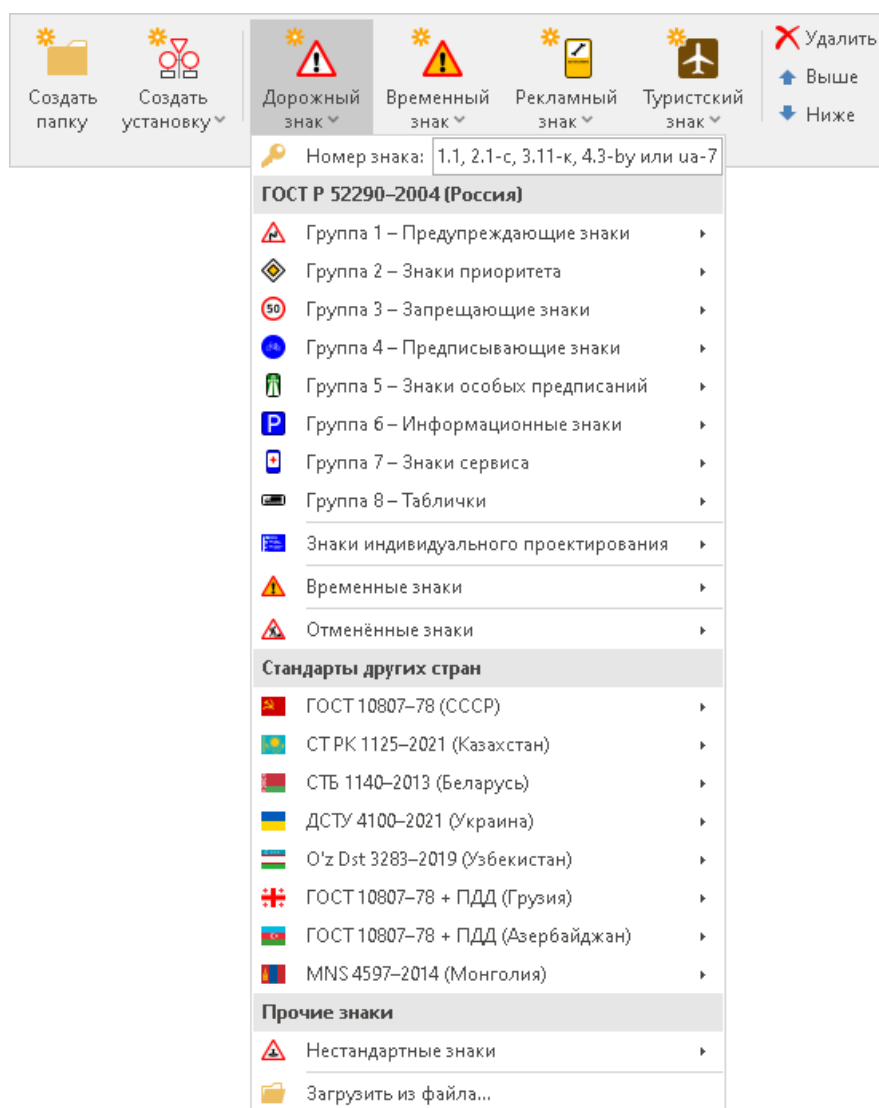 Создать папку
Создать установку
Дорожный знак
Временный знак
Рекламный знак
Туристский знак
Удалить
Выше
Ниже
Номер знака: 1.1, 2.1-с, 3.11-к, 4.3-by или ua-7
ГОСТ Р 52290–2004 (Россия)
Группа 1 – Предупреждающие знаки
Группа 2 – Знаки приоритета
50
Группа 3 – Запрещающие знаки
Группа 4 – Предписывающие знаки
Группа 5 – Знаки особых предписаний
P
Группа 6 – Информационные знаки
Группа 7 – Знаки сервиса
Группа 8 – Таблички
Знаки индивидуального проектирования
Временные знаки
Отменённые знаки
Стандарты других стран
ГОСТ 10807–78 (СССР)
СТ РК 1125–2021 (Казахстан)
СТБ 1140–2013 (Беларусь)
ДСТУ 4100–2021 (Украина)
O'z Dst 3283–2019 (Узбекистан)
ГОСТ 10807–78 + ПДД (Грузия)
ГОСТ 10807–78 + ПДД (Азербайджан)
MNS 4597–2014 (Монголия)
Прочие знаки
Нестандартные знаки
Загрузить из файла...